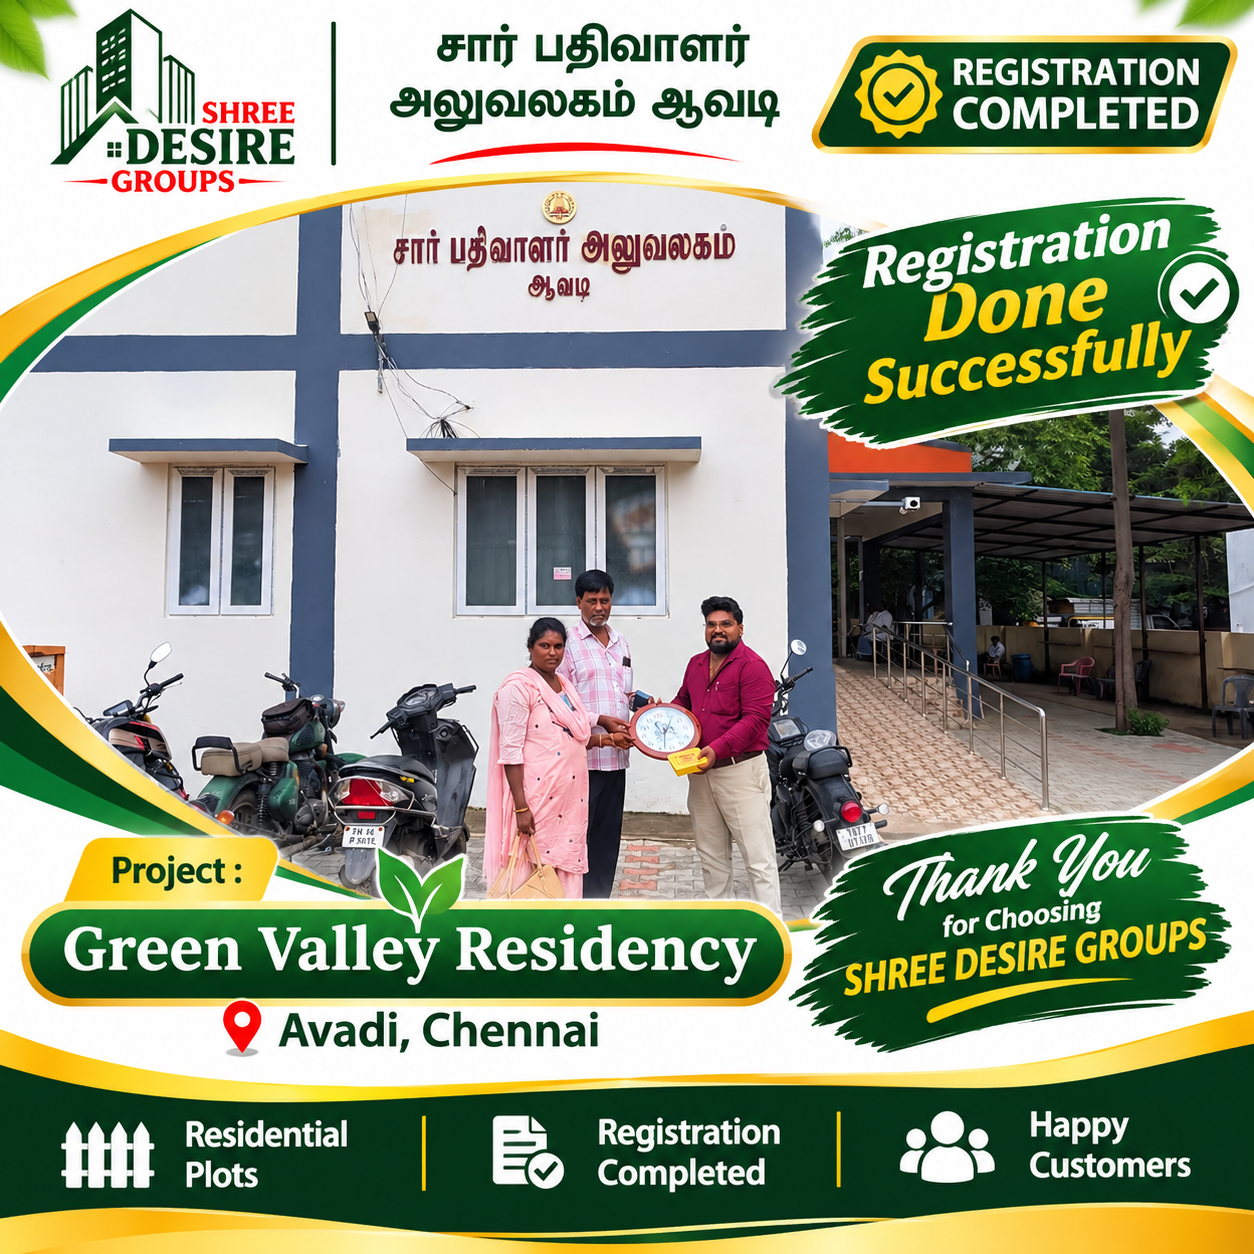 SHREE
DESIRE
GROUPS
சார் பதிவாளர்
அலுவலகம் ஆவடி
REGISTRATION
COMPLETED
சார் பதிவாளர் அலுவலகம்
ஆவடி
Registration
Done
Successfully
Project :
Green Valley Residency
Avadi, Chennai
Thank You
for Choosing
SHREE DESIRE GROUPS
Residential
Plots
Registration
Completed
Happy
Customers